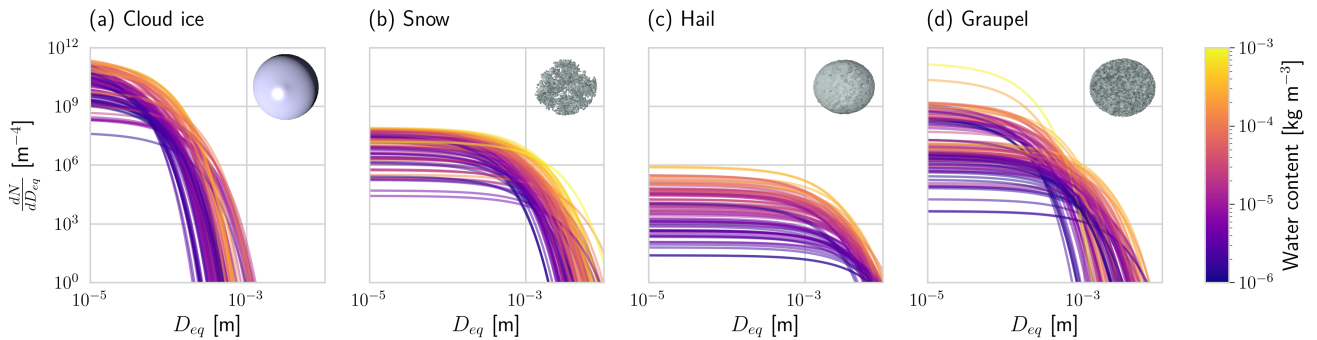 (a) Cloud ice
(b) Snow
(c) Hail
(d) Graupel
10^12
10^9
10^6
10^3
10^0
dN/dD_eq [m^−4]
10^−5
10^−3
D_eq [m]
10^−5
10^−3
D_eq [m]
10^−5
10^−3
D_eq [m]
10^−5
10^−3
D_eq [m]
10^−3
10^−4
10^−5
10^−6
Water content [kg m^−3]